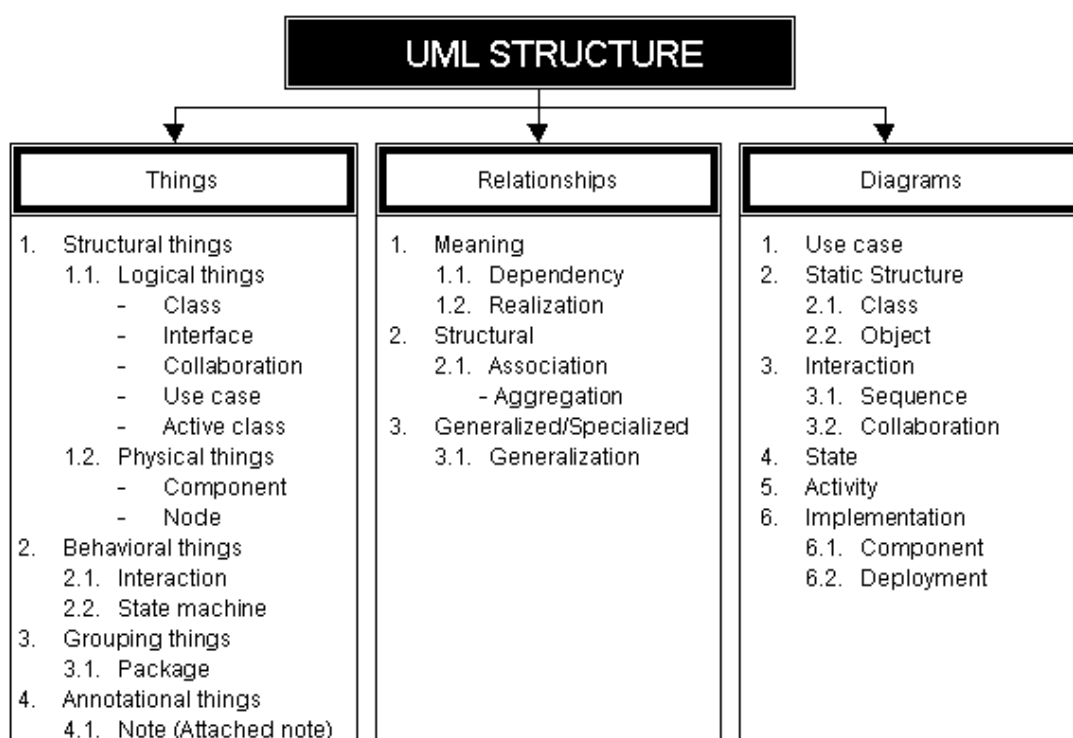 UML STRUCTURE
Things
1. Structural things
1.1. Logical things
- Class
- Interface
- Collaboration
- Use case
- Active class
1.2. Physical things
- Component
- Node
2. Behavioral things
2.1. Interaction
2.2. State machine
3. Grouping things
3.1. Package
4. Annotational things
4.1. Note (Attached note)
Relationships
1. Meaning
1.1. Dependency
1.2. Realization
2. Structural
2.1. Association
- Aggregation
3. Generalized/Specialized
3.1. Generalization
Diagrams
1. Use case
2. Static Structure
2.1. Class
2.2. Object
3. Interaction
3.1. Sequence
3.2. Collaboration
4. State
5. Activity
6. Implementation
6.1. Component
6.2. Deployment